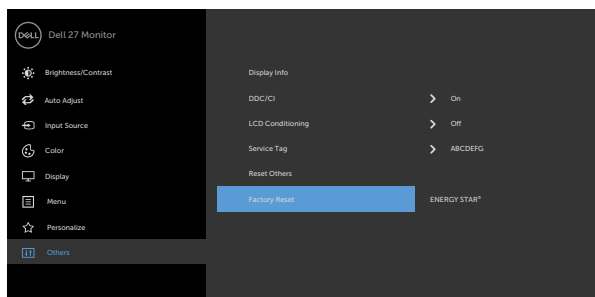 DELL Dell 27 Monitor
Brightness/Contrast
Auto Adjust
Input Source
Color
Display
Menu
Personalize
Others
Display Info
DDC/CI > On
LCD Conditioning > Off
Service Tag > ABCDEFG
Reset Others
Factory Reset ENERGY STAR®